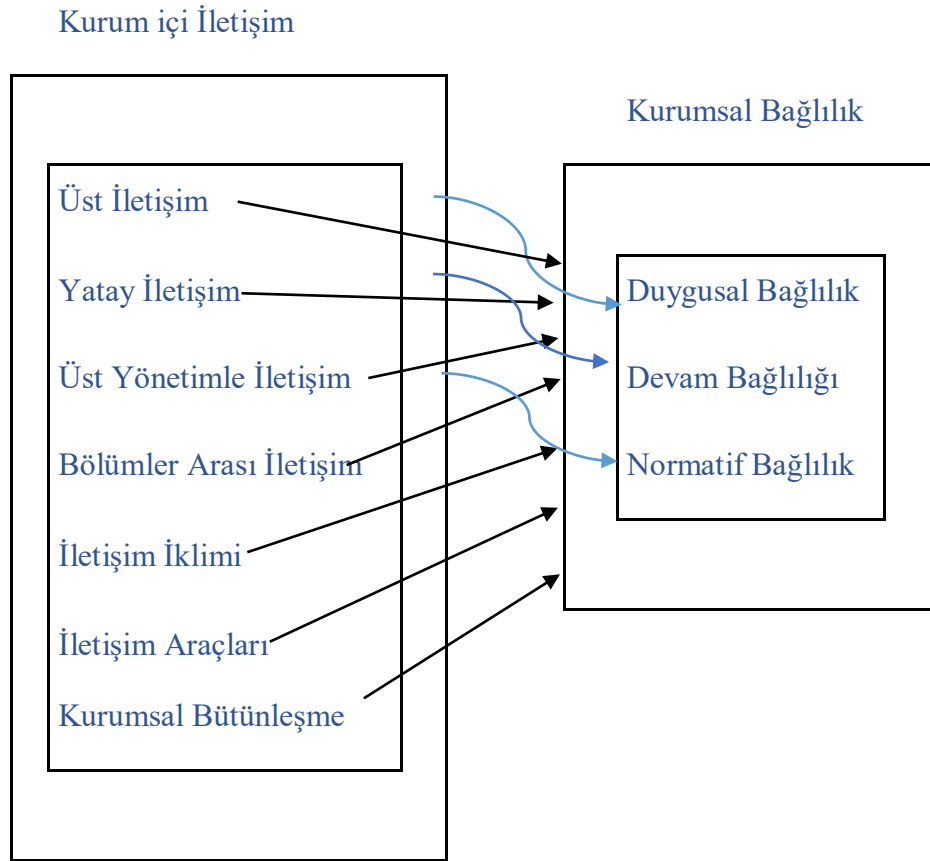 Kurum içi İletişim
Kurumsal Bağlılık
Üst İletişim
Yatay İletişim
Üst Yönetimle İletişim
Bölümler Arası İletişim
İletişim İklimi
İletişim Araçları
Kurumsal Bütünleşme
Duygusal Bağlılık
Devam Bağlılığı
Normatif Bağlılık